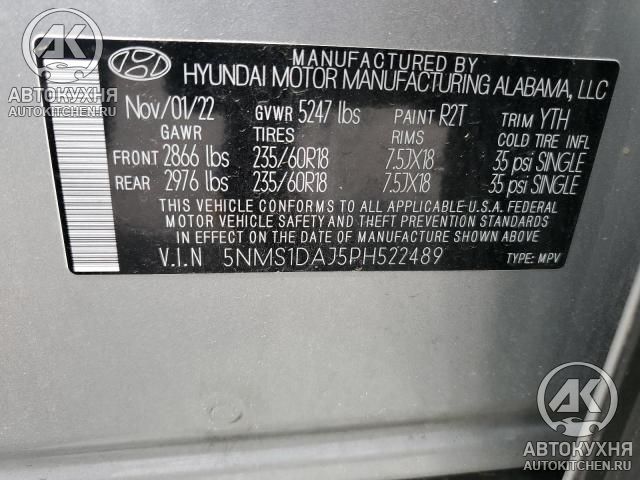 MANUFACTURED BY
HYUNDAI MOTOR MANUFACTURING ALABAMA, LLC
Nov/01/22 GVWR 5247 lbs PAINT R2T TRIM YTH
GAWR TIRES RIMS COLD TIRE INFL
FRONT 2866 lbs 235/60R18 7.5JX18 35 psi SINGLE
REAR 2976 lbs 235/60R18 7.5JX18 35 psi SINGLE
THIS VEHICLE CONFORMS TO ALL APPLICABLE-U.S.A. FEDERAL
MOTOR VEHICLE SAFETY AND THEFT PREVENTION STANDARDS
IN EFFECT ON THE DATE OF MANUFACTURE SHOWN ABOVE.
V.I.N 5NMS1DAJ5PH522489 TYPE: MPV
АК
АВТОКУХНЯ
AUTOKITCHEN.RU
АК
АВТОКУХНЯ
AUTOKITCHEN.RU